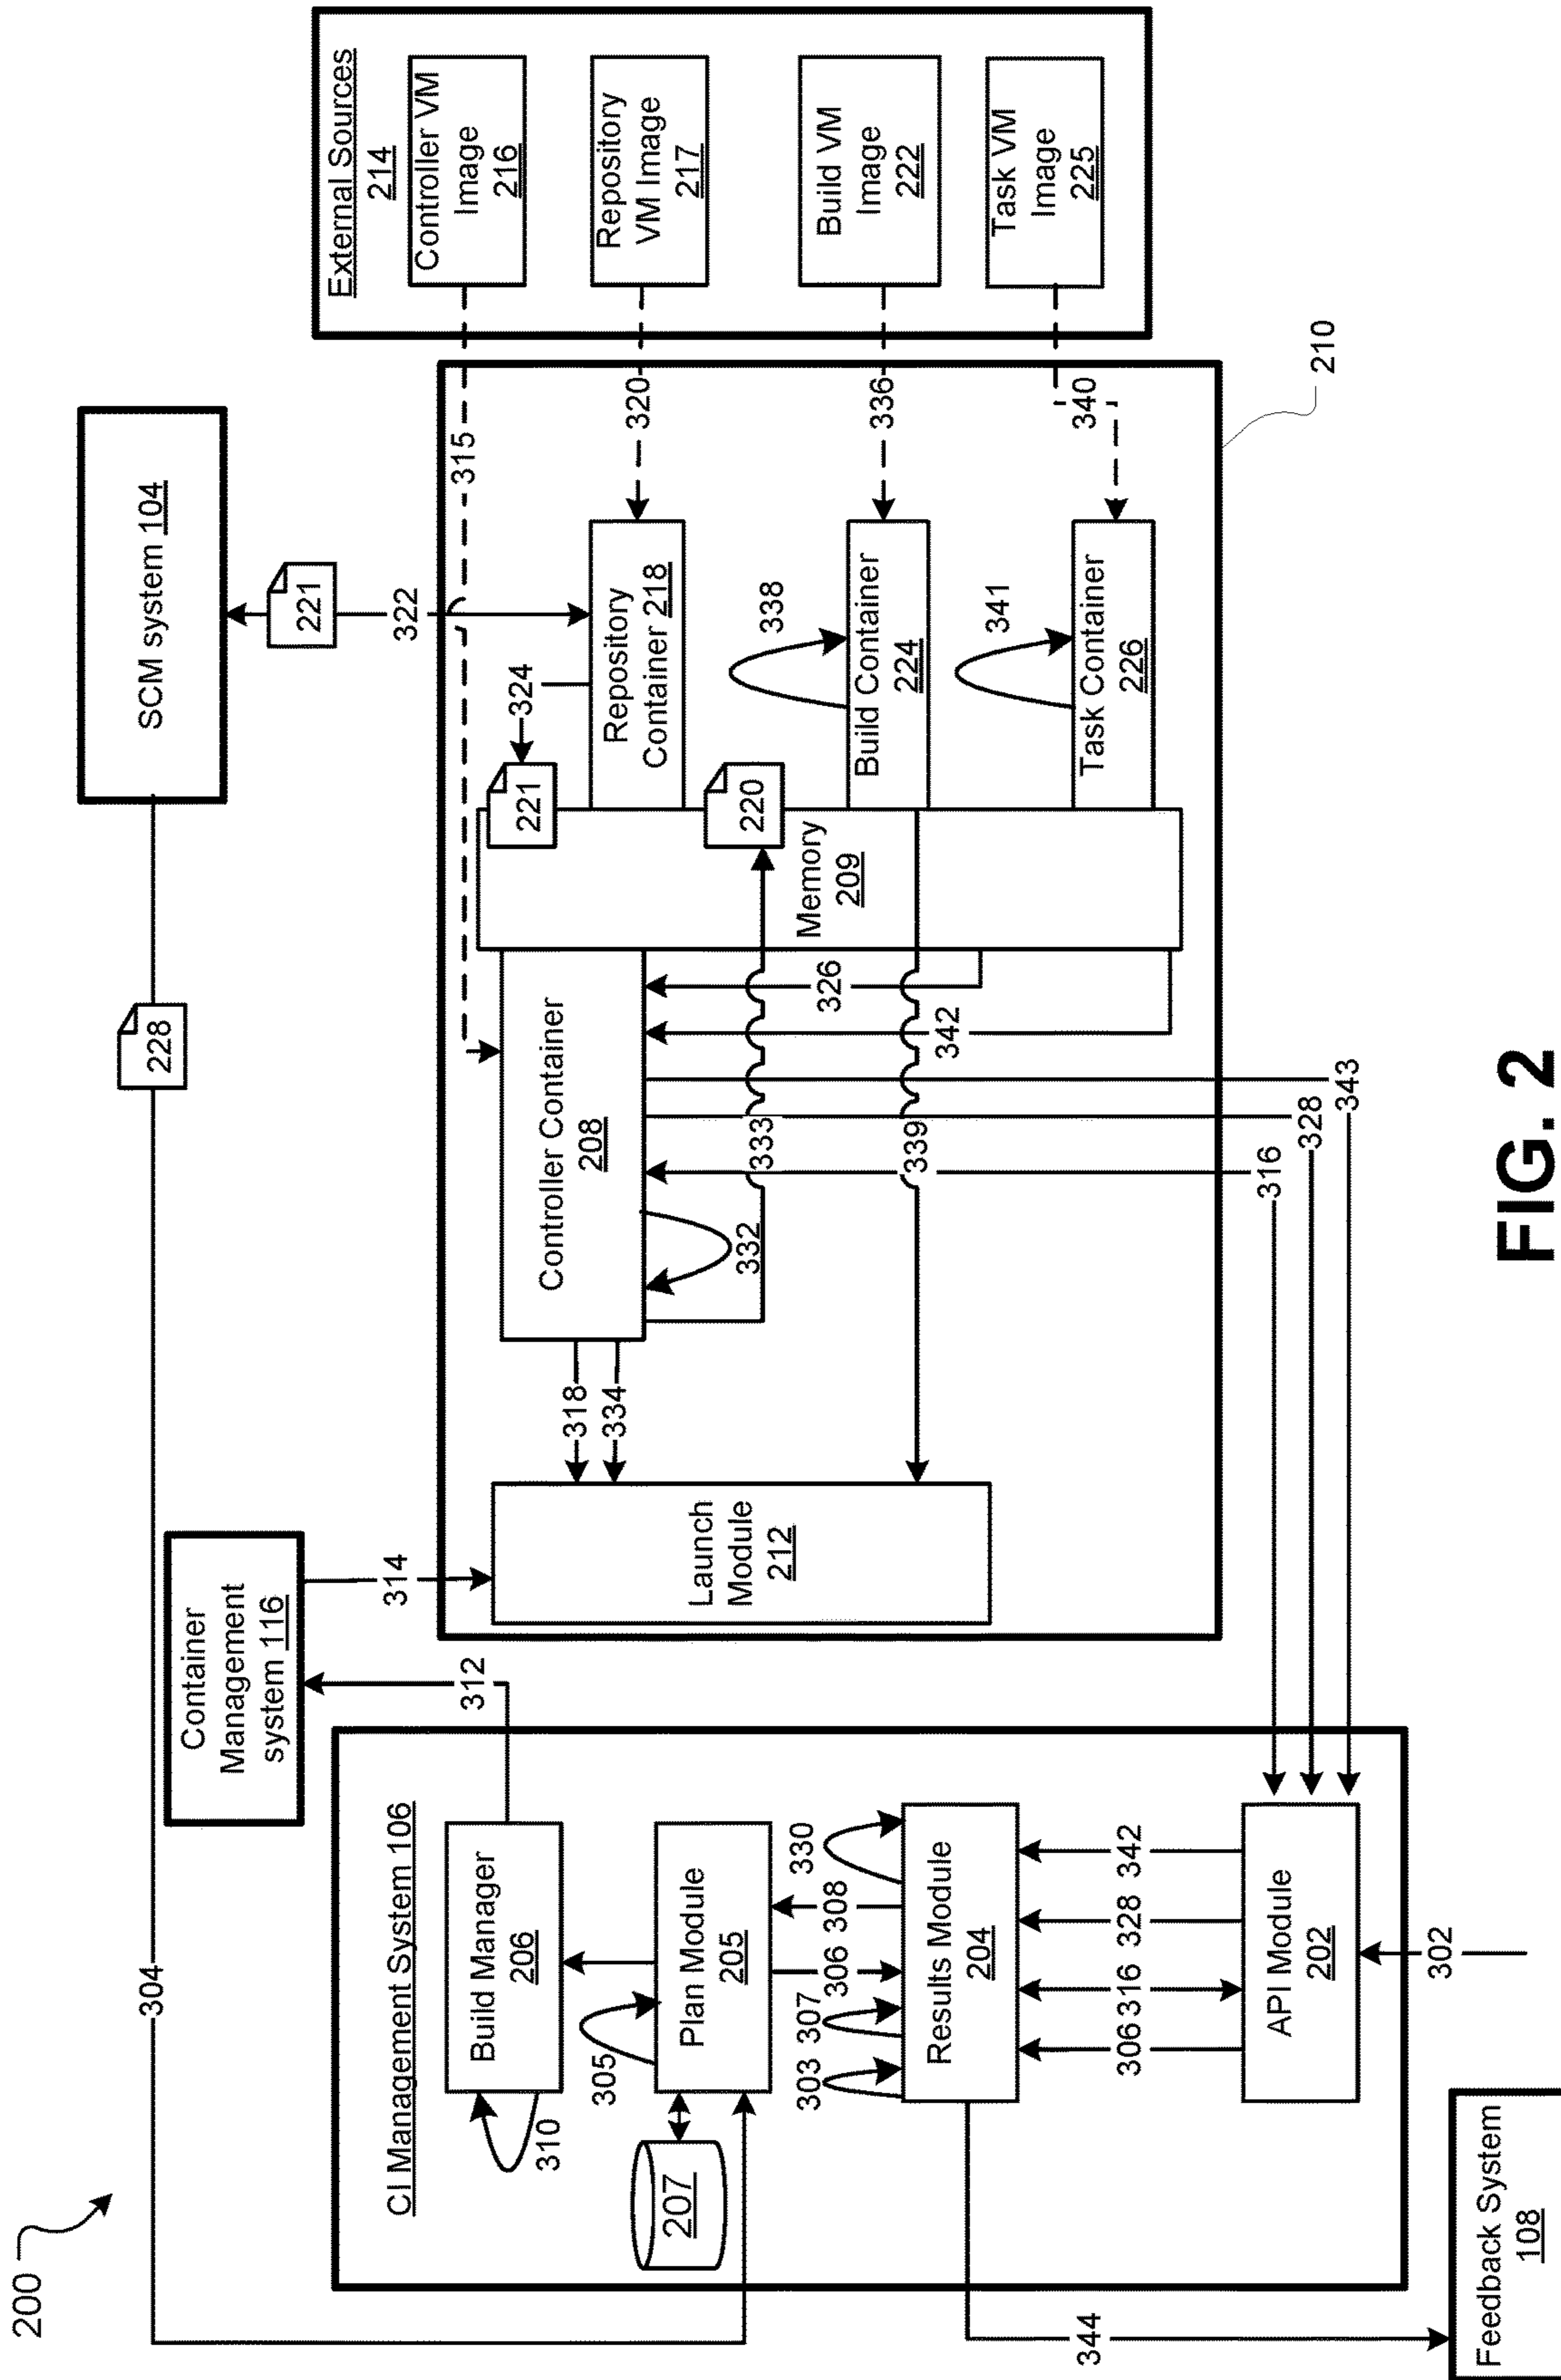 200
304
228
SCM system 104
221
322
Container
Management
system 116
312
314
CI Management System 106
Build Manager
206
310
207
305
Plan Module
205
306
308
303
307
330
Results Module
204
306
316
328
342
API Module
202
302
344
Feedback System
108
Launch
Module
212
318
334
Controller Container
208
332
333
339
326
342
316
328
343
315
Memory
209
221
324
220
Repository
Container 218
320
338
Build Container
224
336
341
Task Container
226
340
210
External Sources
214
Controller VM
Image
216
Repository
VM Image
217
Build VM
Image
222
Task VM
Image
225
FIG. 2